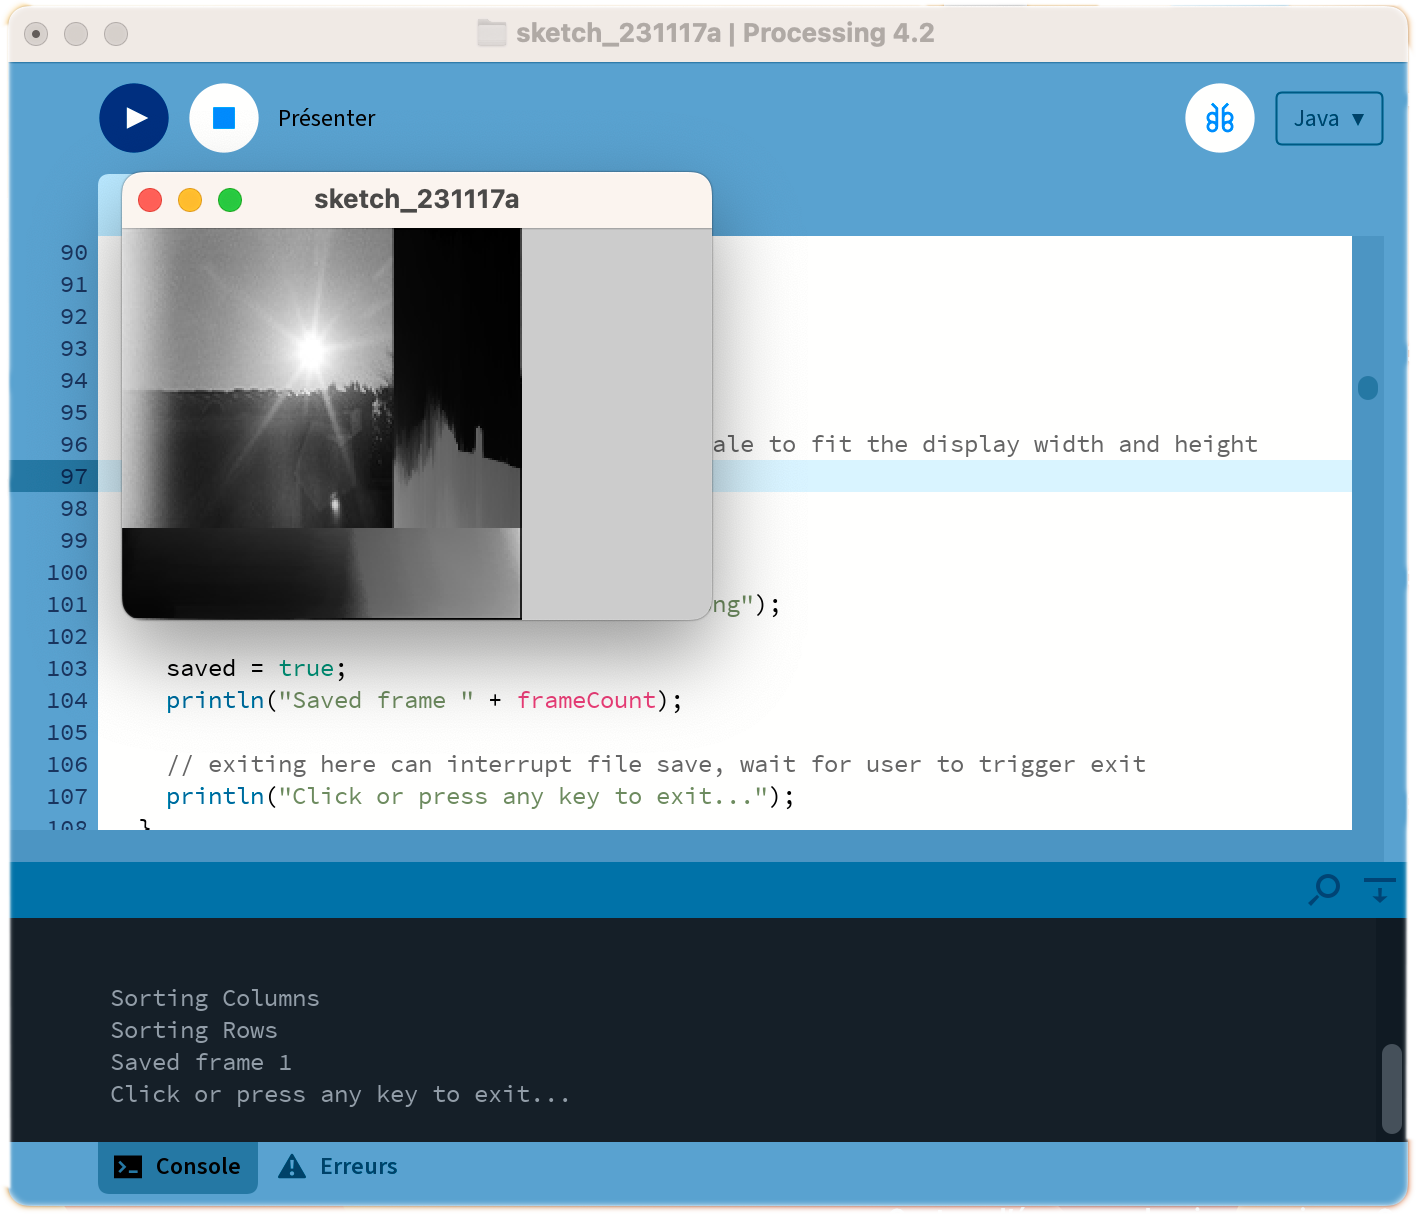 sketch_231117a | Processing 4.2
Présenter
Java ▼
sketch_231117a
90
91
92
93
94
95
96 ale to fit the display width and height
97
98
99
100
101 ng");
102
103 saved = true;
104 println("Saved frame " + frameCount);
105
106 // exiting here can interrupt file save, wait for user to trigger exit
107 println("Click or press any key to exit...");
108 }
Sorting Columns
Sorting Rows
Saved frame 1
Click or press any key to exit...
Console
Erreurs